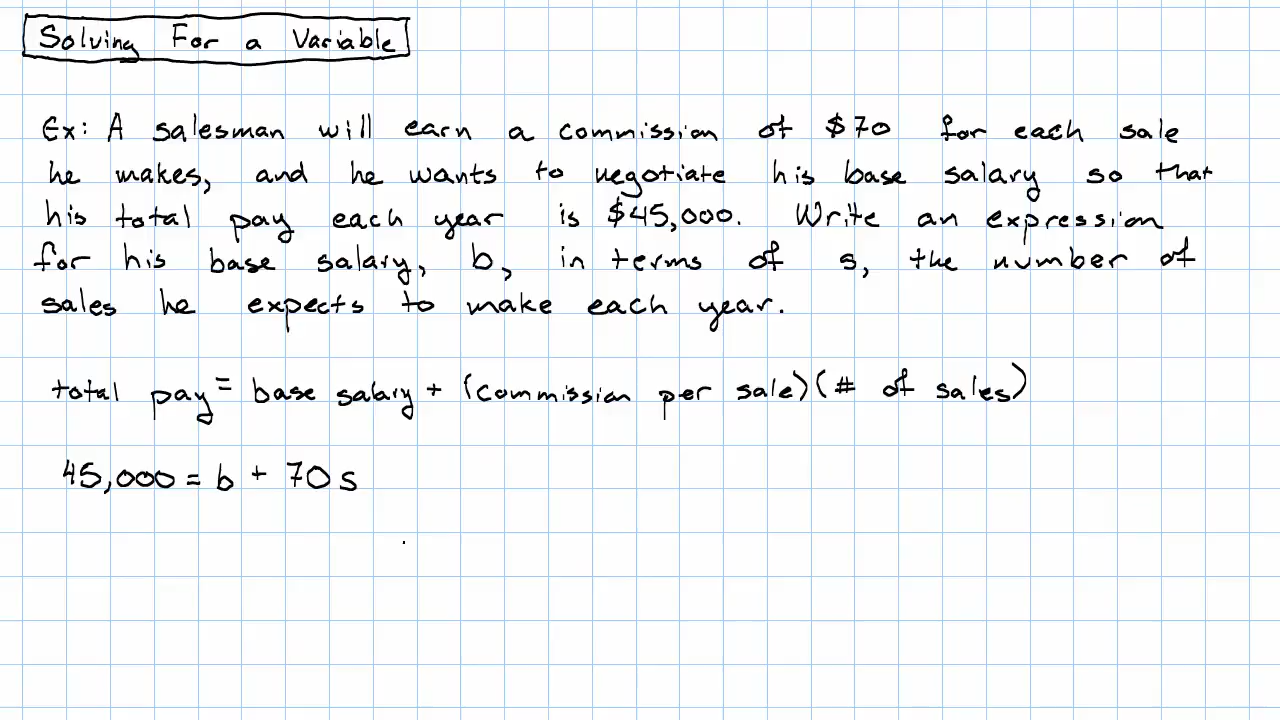 Solving For a Variable
Ex: A salesman will earn a commission of $70 for each sale
he makes, and he wants to negotiate his base salary so that
his total pay each year is $45,000. Write an expression
for his base salary, b, in terms of s, the number of
sales he expects to make each year.
total pay = base salary + (commission per sale)(# of sales)
45,000 = b + 70s